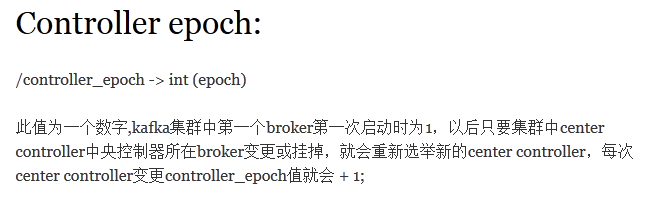 Controller epoch:
/controller_epoch -> int (epoch)
此值为一个数字,kafka集群中第一个broker第一次启动时为1，以后只要集群中center
controller中央控制器所在broker变更或挂掉，就会重新选举新的center controller，每次
center controller变更controller_epoch值就会 + 1;